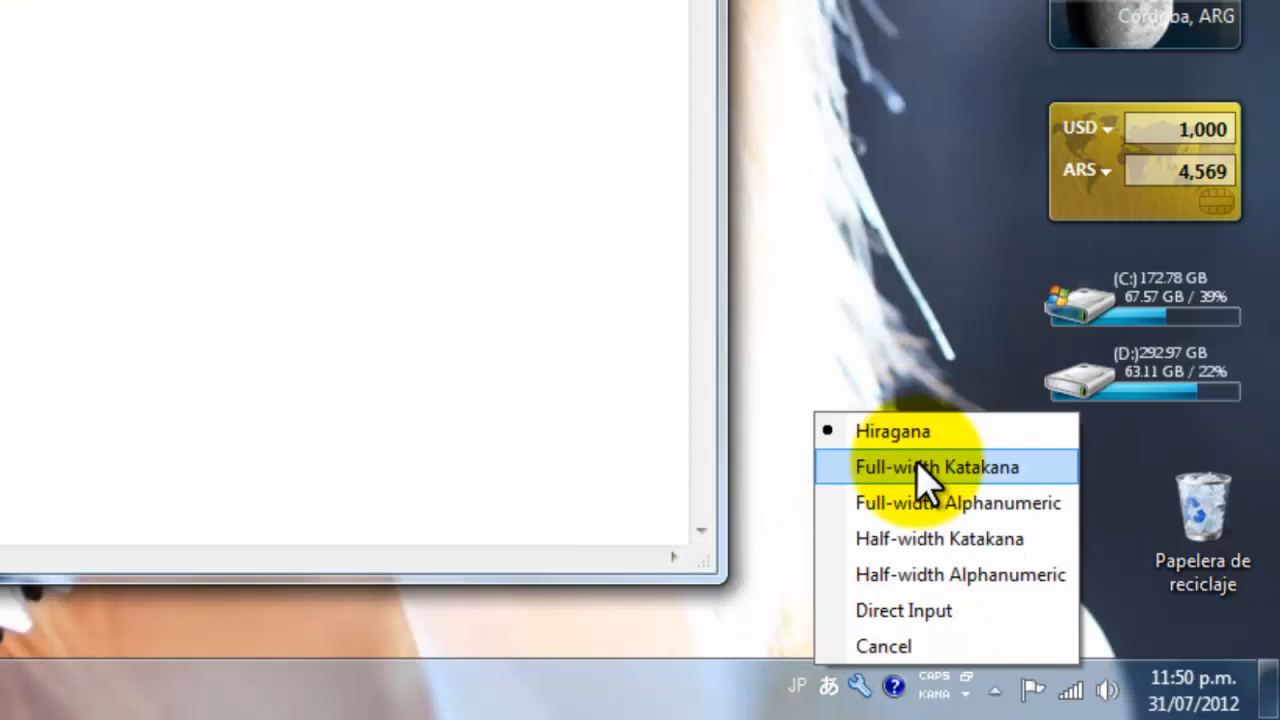 Córdoba, ARG
USD 1,000
ARS 4,569
(C:) 172.78 GB
67.57 GB / 39%
(D:) 292.97 GB
63.11 GB / 22%
Hiragana
Full-width Katakana
Full-width Alphanumeric
Half-width Katakana
Half-width Alphanumeric
Direct Input
Cancel
Papelera de
reciclaje
JP あ ? CAPS
KANA
11:50 p.m.
31/07/2012